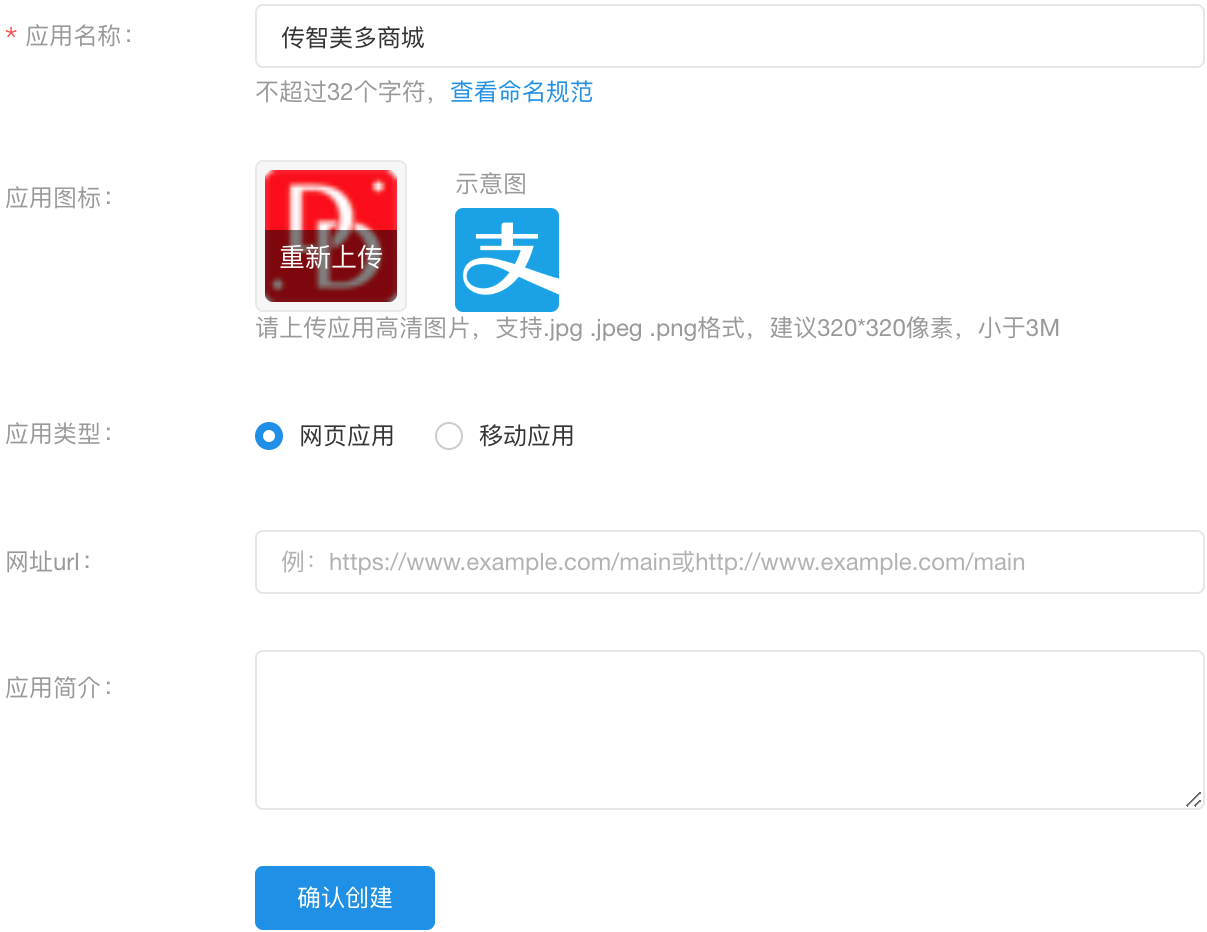 * 应用名称：
传智美多商城
不超过32个字符，查看命名规范
应用图标：
重新上传
示意图
支
请上传应用高清图片，支持.jpg .jpeg .png格式，建议320*320像素，小于3M
应用类型：
网页应用
移动应用
网址url：
例：https://www.example.com/main或http://www.example.com/main
应用简介：
确认创建